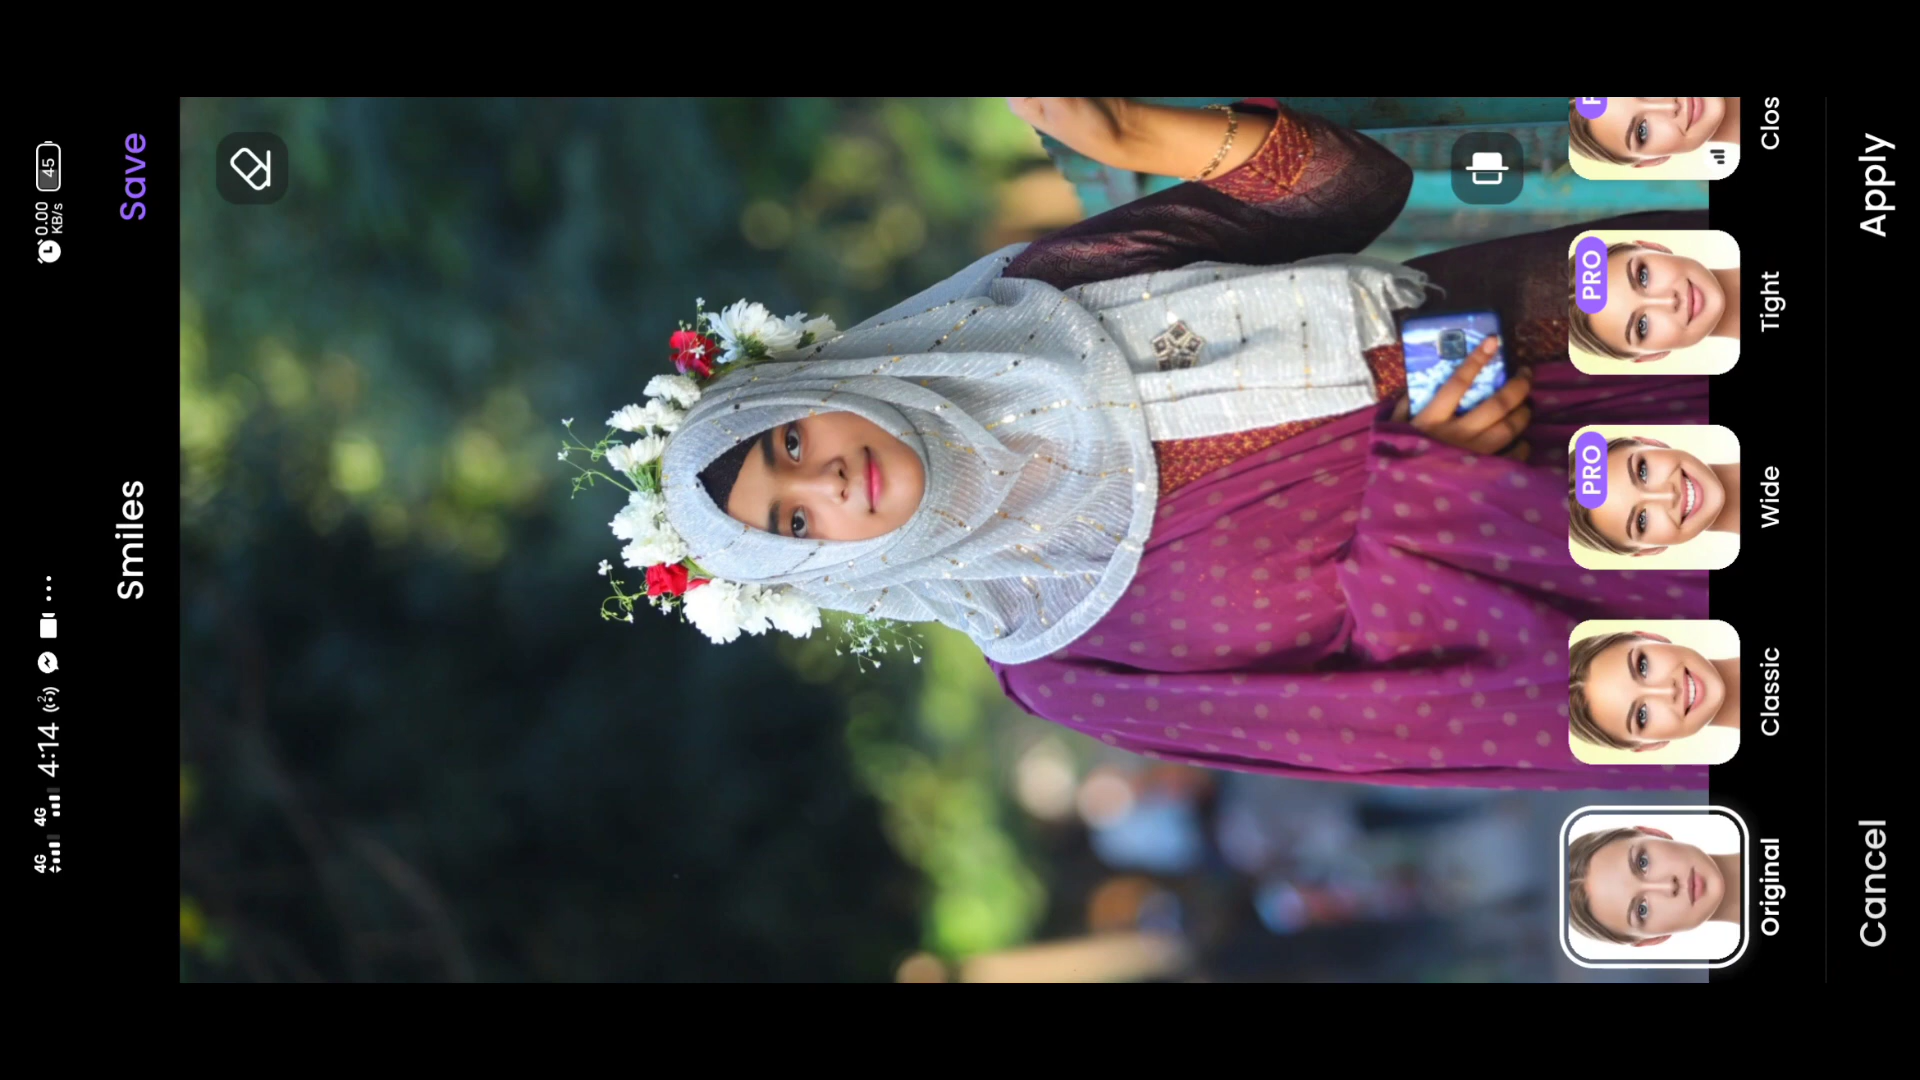 4G 4G 4:14 ... 0.00 KB/s 45
Smiles Save
PRO PRO P
Original Classic Wide Tight Clos
Cancel Apply